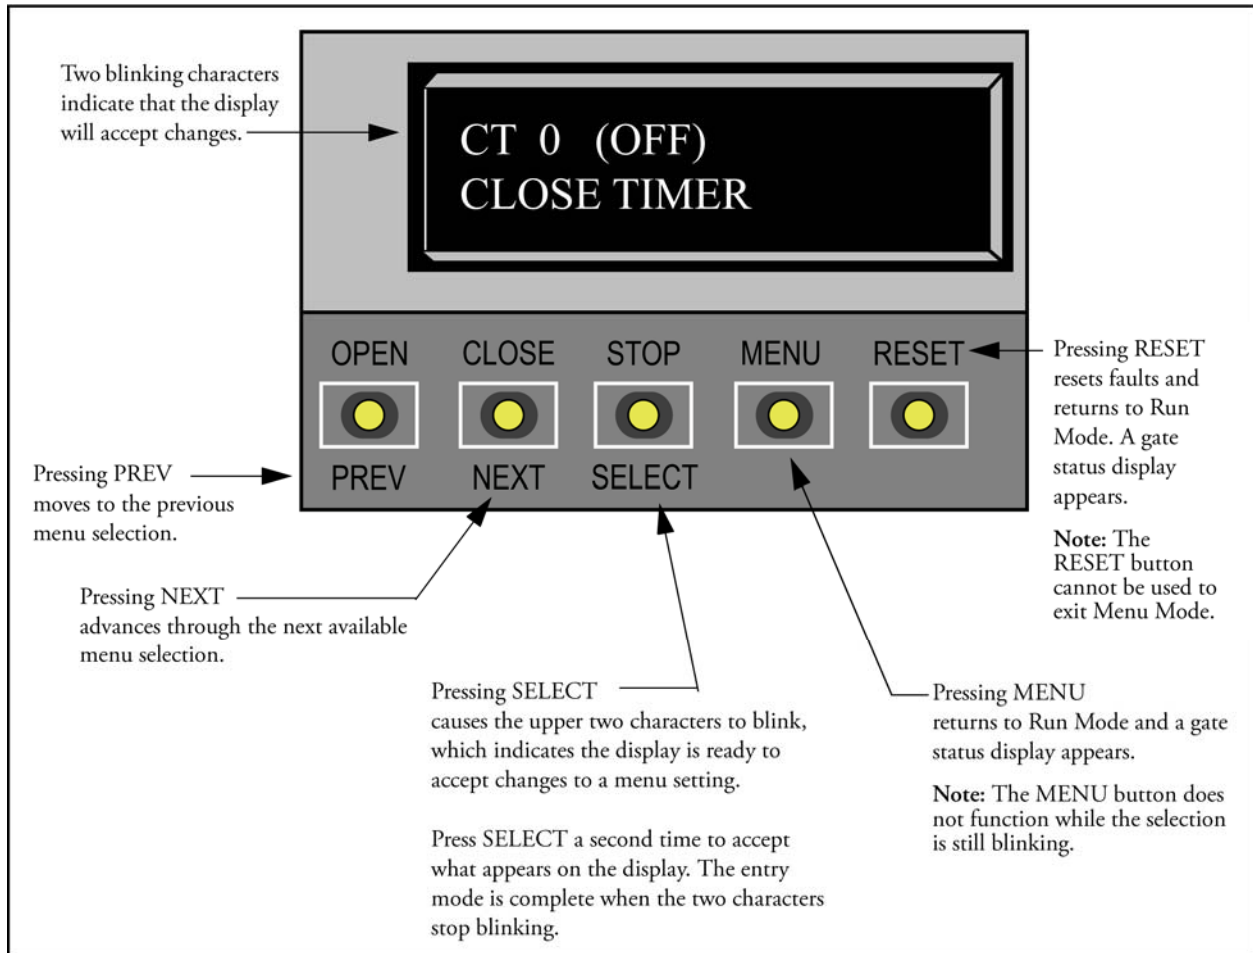 Two blinking characters
indicate that the display
will accept changes.
CT 0 (OFF)
CLOSE TIMER
OPEN CLOSE STOP MENU RESET
PREV NEXT SELECT
Pressing RESET
resets faults and
returns to Run
Mode. A gate
status display
appears.
Note: The
RESET button
cannot be used to
exit Menu Mode.
Pressing PREV
moves to the previous
menu selection.
Pressing NEXT
advances through the next available
menu selection.
Pressing SELECT
causes the upper two characters to blink,
which indicates the display is ready to
accept changes to a menu setting.
Press SELECT a second time to accept
what appears on the display. The entry
mode is complete when the two characters
stop blinking.
Pressing MENU
returns to Run Mode and a gate
status display appears.
Note: The MENU button does
not function while the selection
is still blinking.